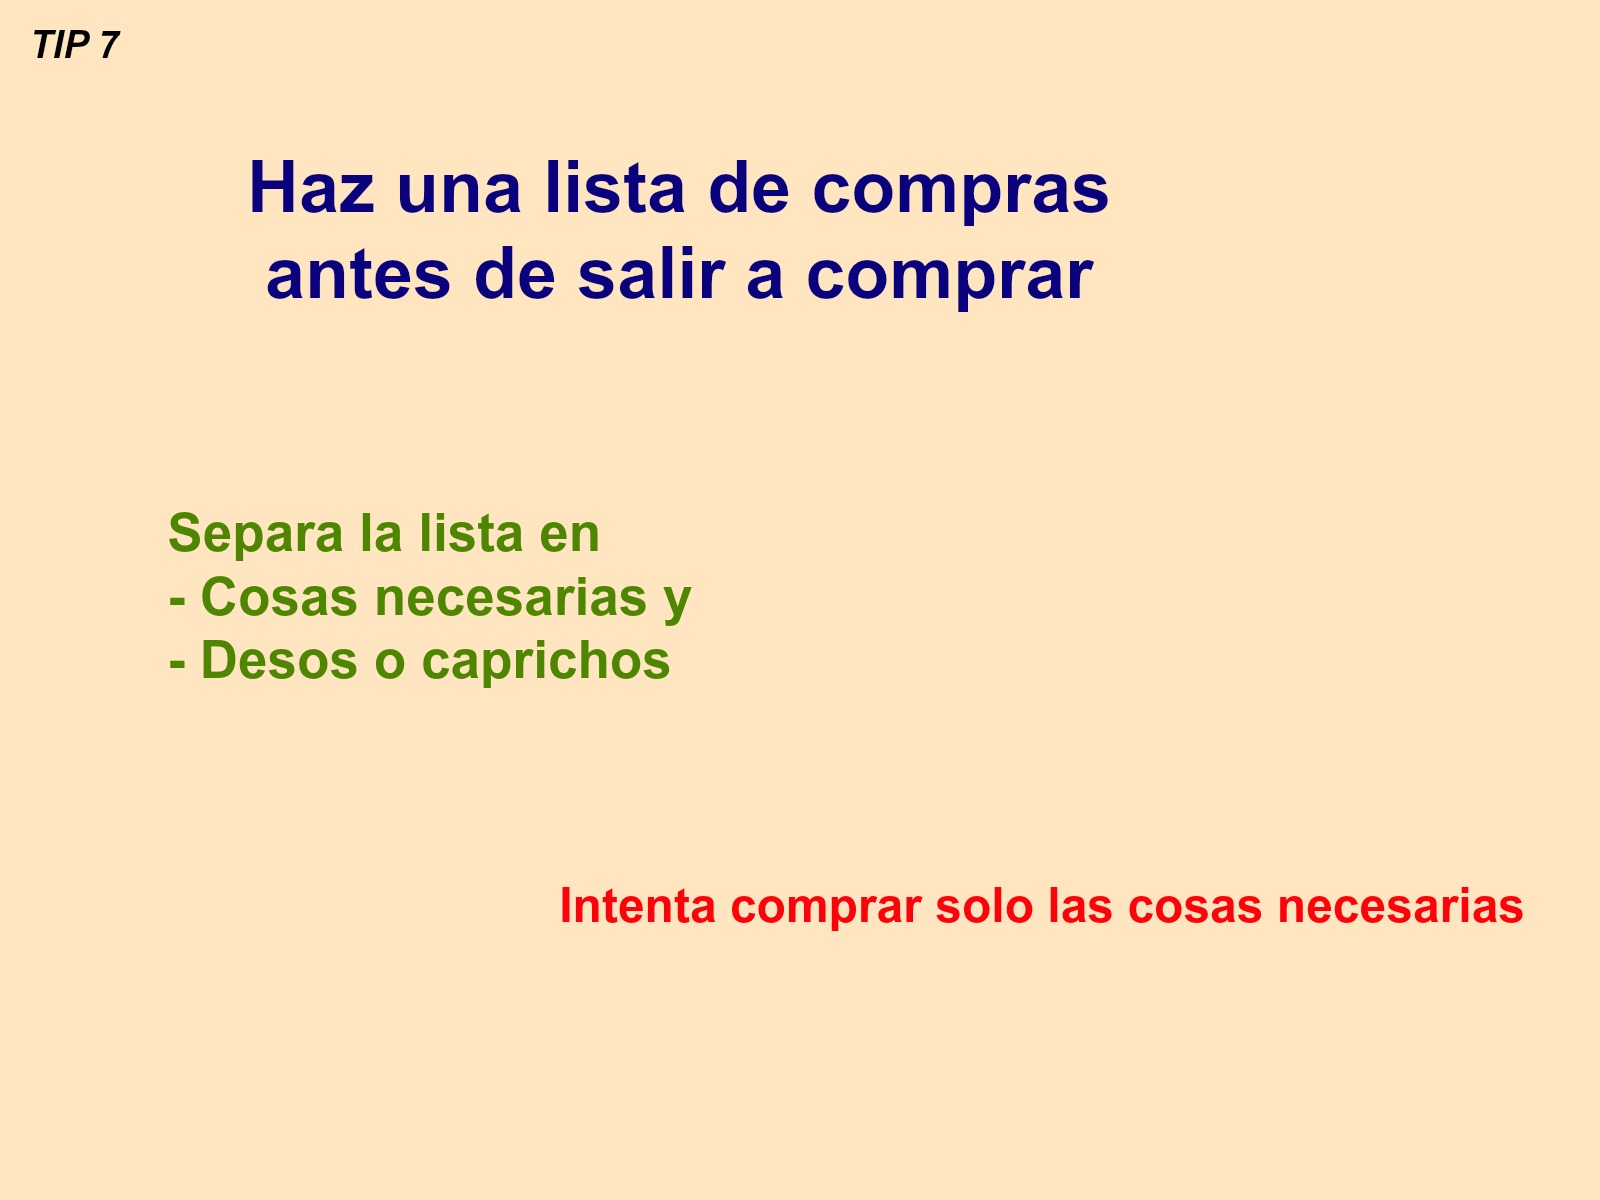 TIP 7
Haz una lista de compras
antes de salir a comprar
Separa la lista en
- Cosas necesarias y
- Desos o caprichos
Intenta comprar solo las cosas necesarias